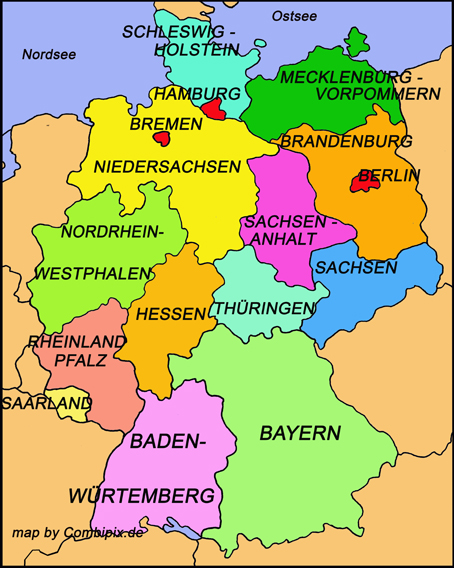 Ostsee
Nordsee
SCHLESWIG -
HOLSTEIN
MECKLENBURG -
VORPOMMERN
HAMBURG
BREMEN
BRANDENBURG
NIEDERSACHSEN
BERLIN
SACHSEN -
ANHALT
NORDRHEIN-
WESTPHALEN
SACHSEN
THÜRINGEN
HESSEN
RHEINLAND
PFALZ
SAARLAND
BAYERN
BADEN-
WÜRTEMBERG
map by Combipix.de